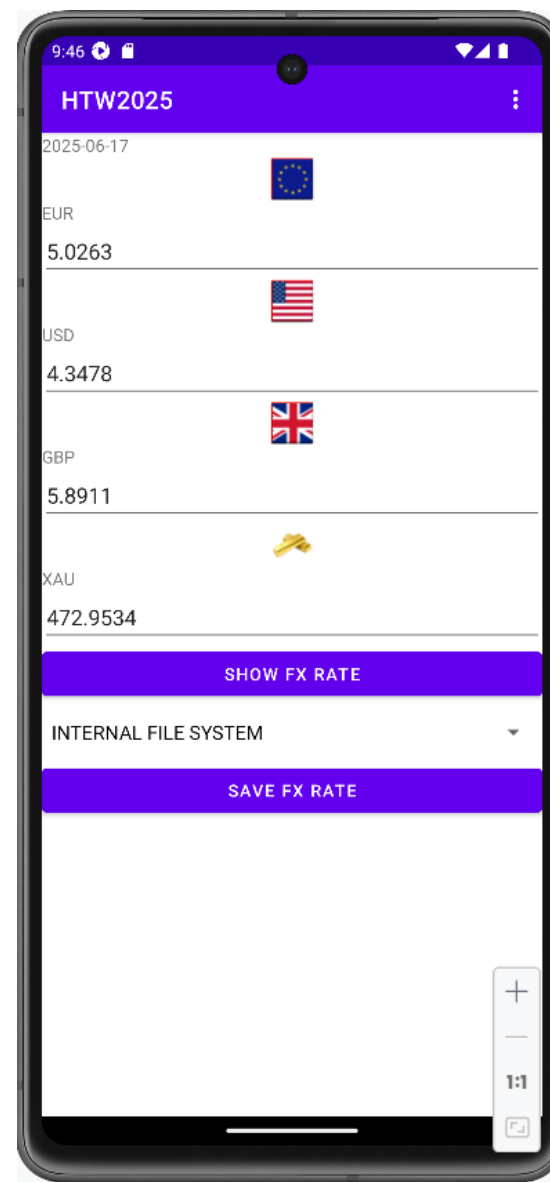 9:46
HTW2025
2025-06-17
EUR
5.0263
USD
4.3478
GBP
5.8911
XAU
472.9534
SHOW FX RATE
INTERNAL FILE SYSTEM
SAVE FX RATE
1:1